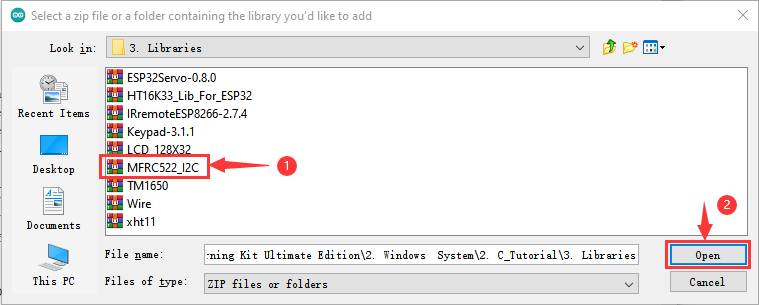 Select a zip file or a folder containing the library you'd like to add
Look in:
3. Libraries
Recent Items
Desktop
Documents
This PC
ESP32Servo-0.8.0
HT16K33_Lib_For_ESP32
IRremoteESP8266-2.7.4
Keypad-3.1.1
LCD_128X32
MFRC522_I2C
TM1650
Wire
xht11
1
2
File name:
rning Kit Ultimate Edition\2. Windows System\2. C_Tutorial\3. Libraries
Open
Files of type:
ZIP files or folders
Cancel